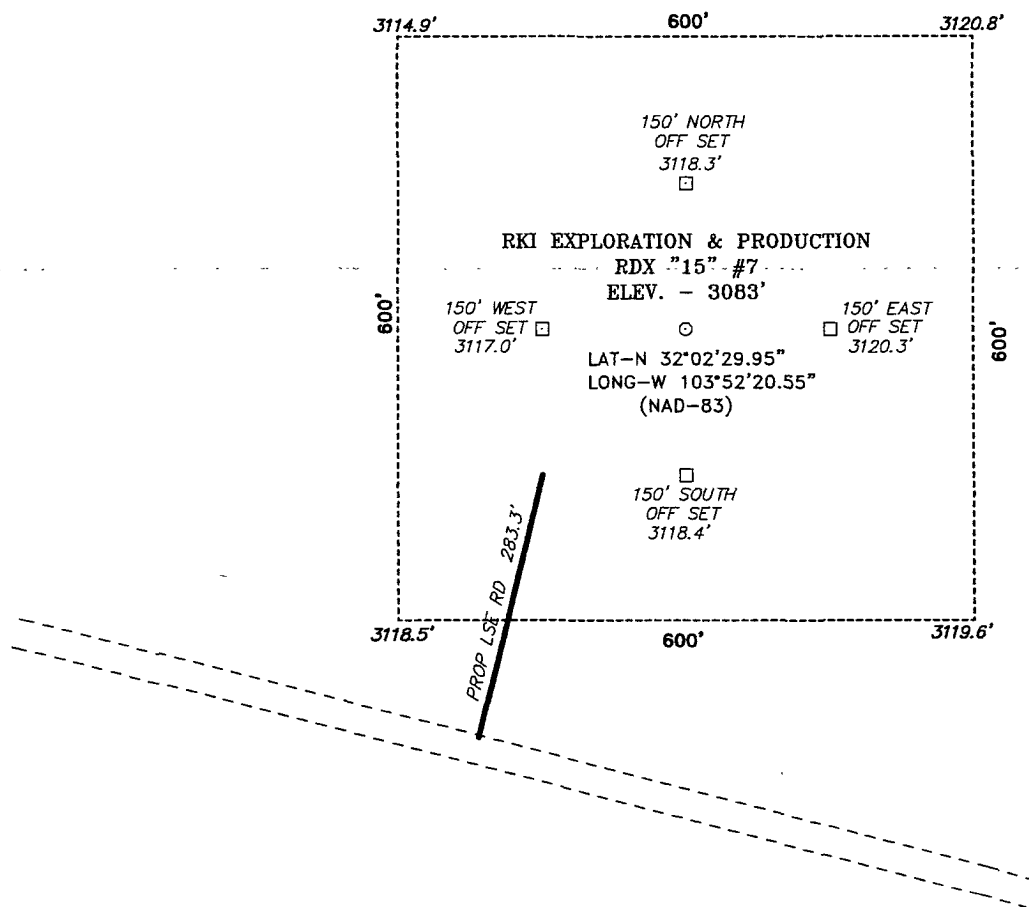 3114.9'
600'
3120.8'
150' NORTH
OFF SET
3118.3'
RKI EXPLORATION & PRODUCTION
RDX "15" #7
ELEV. - 3083'
600'
150' WEST
OFF SET
3117.0'
150' EAST
OFF SET
3120.3'
600'
LAT-N 32°02'29.95"
LONG-W 103°52'20.55"
(NAD-83)
150' SOUTH
OFF SET
3118.4'
PROP LSE RD 283.3'
3118.5'
600'
3119.6'